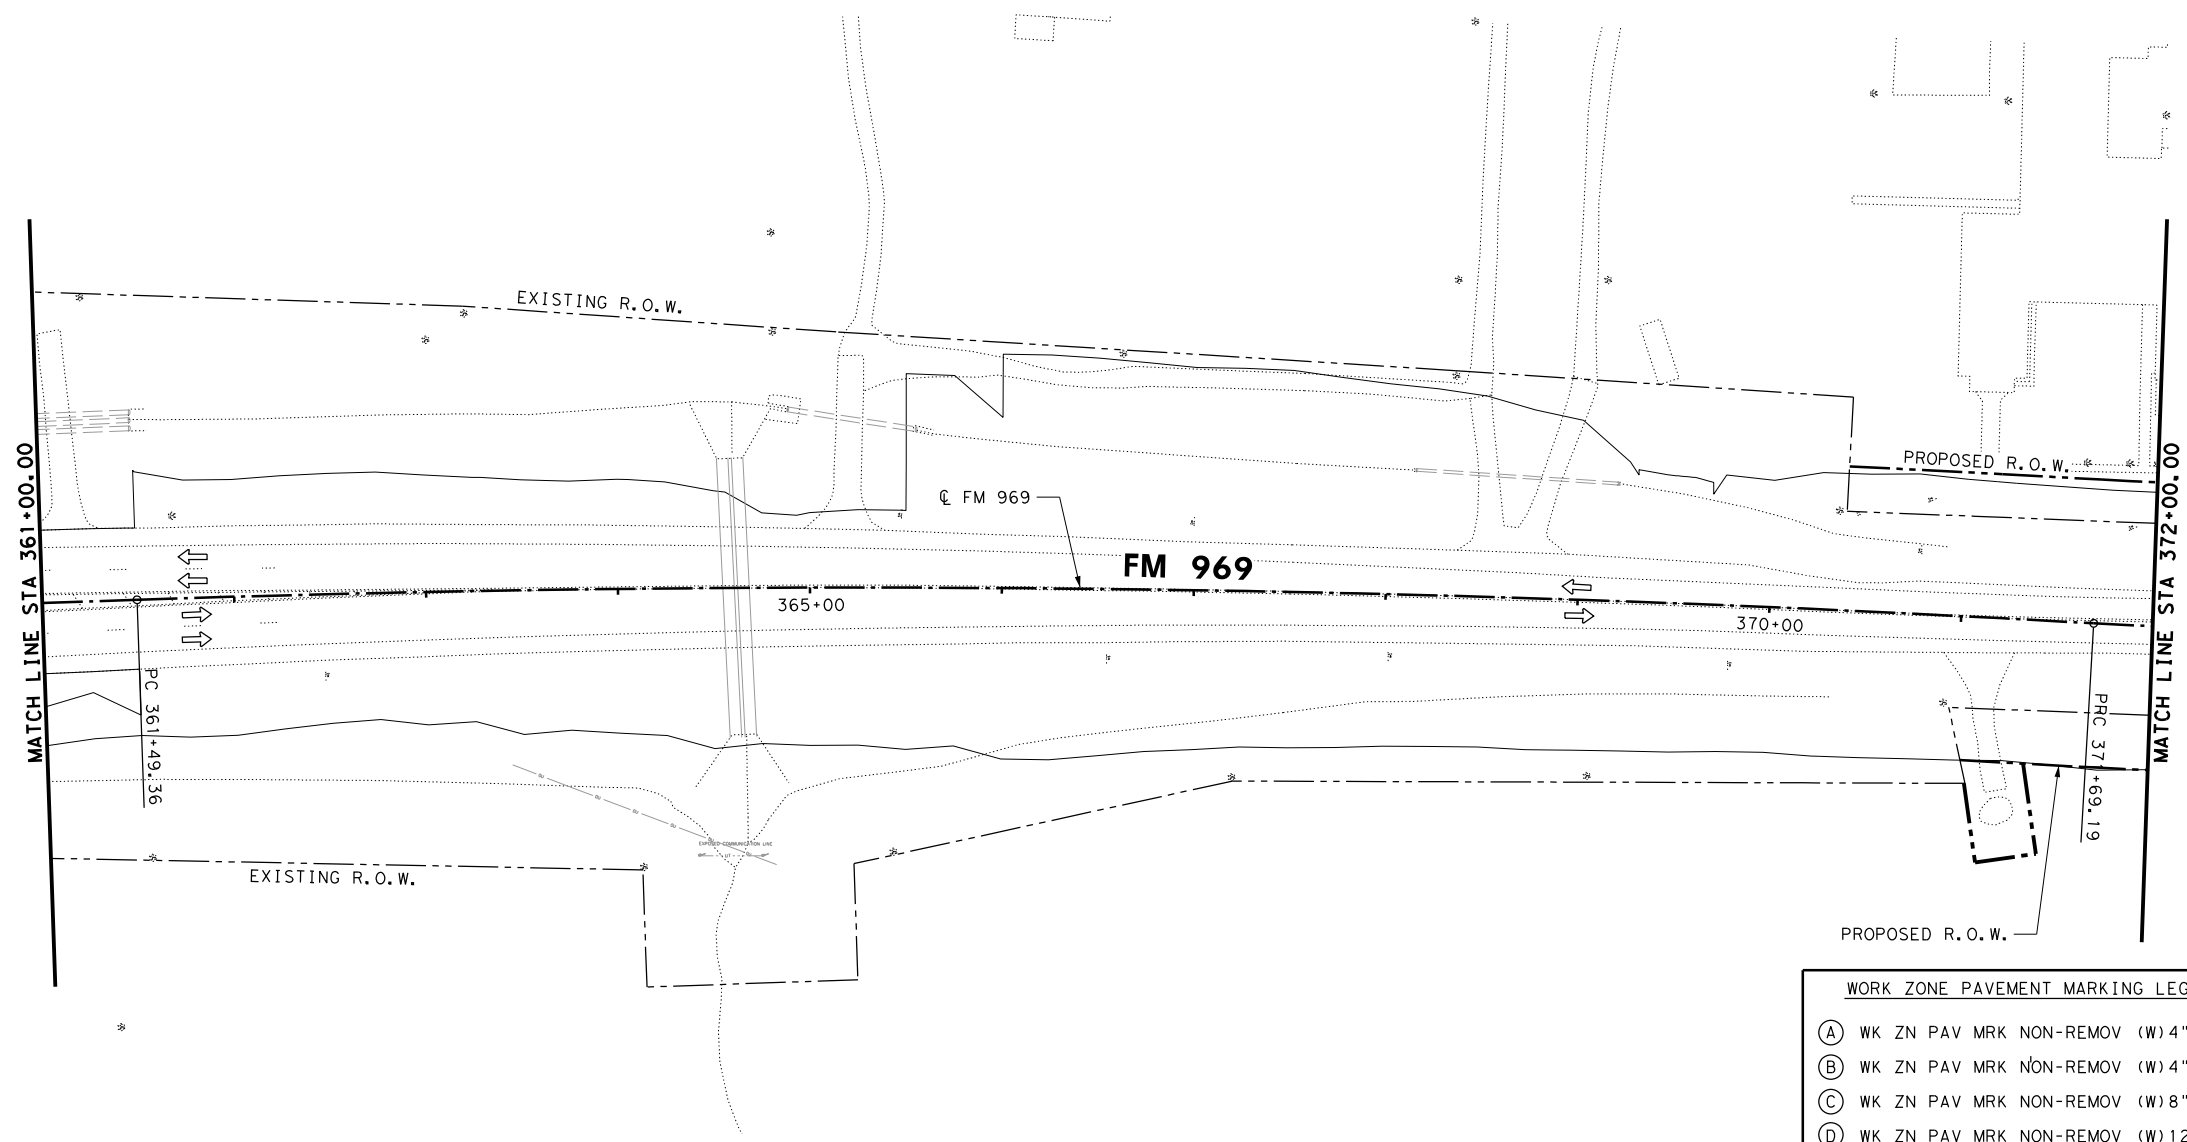 EXISTING R.O.W.
PROPOSED R.O.W.
MATCH LINE STA 361+00.00
MATCH LINE STA 372+00.00
℄ FM 969
FM 969
365+00
370+00
PC 361+49.36
PRC 371+69.19
EXPOSED COMMUNICATION LINE
EXISTING R.O.W.
PROPOSED R.O.W.
WORK ZONE PAVEMENT MARKING LEG
A WK ZN PAV MRK NON-REMOV (W)4"
B WK ZN PAV MRK NON-REMOV (W)4"
C WK ZN PAV MRK NON-REMOV (W)8"
D WK ZN PAV MRK NON-REMOV (W)12